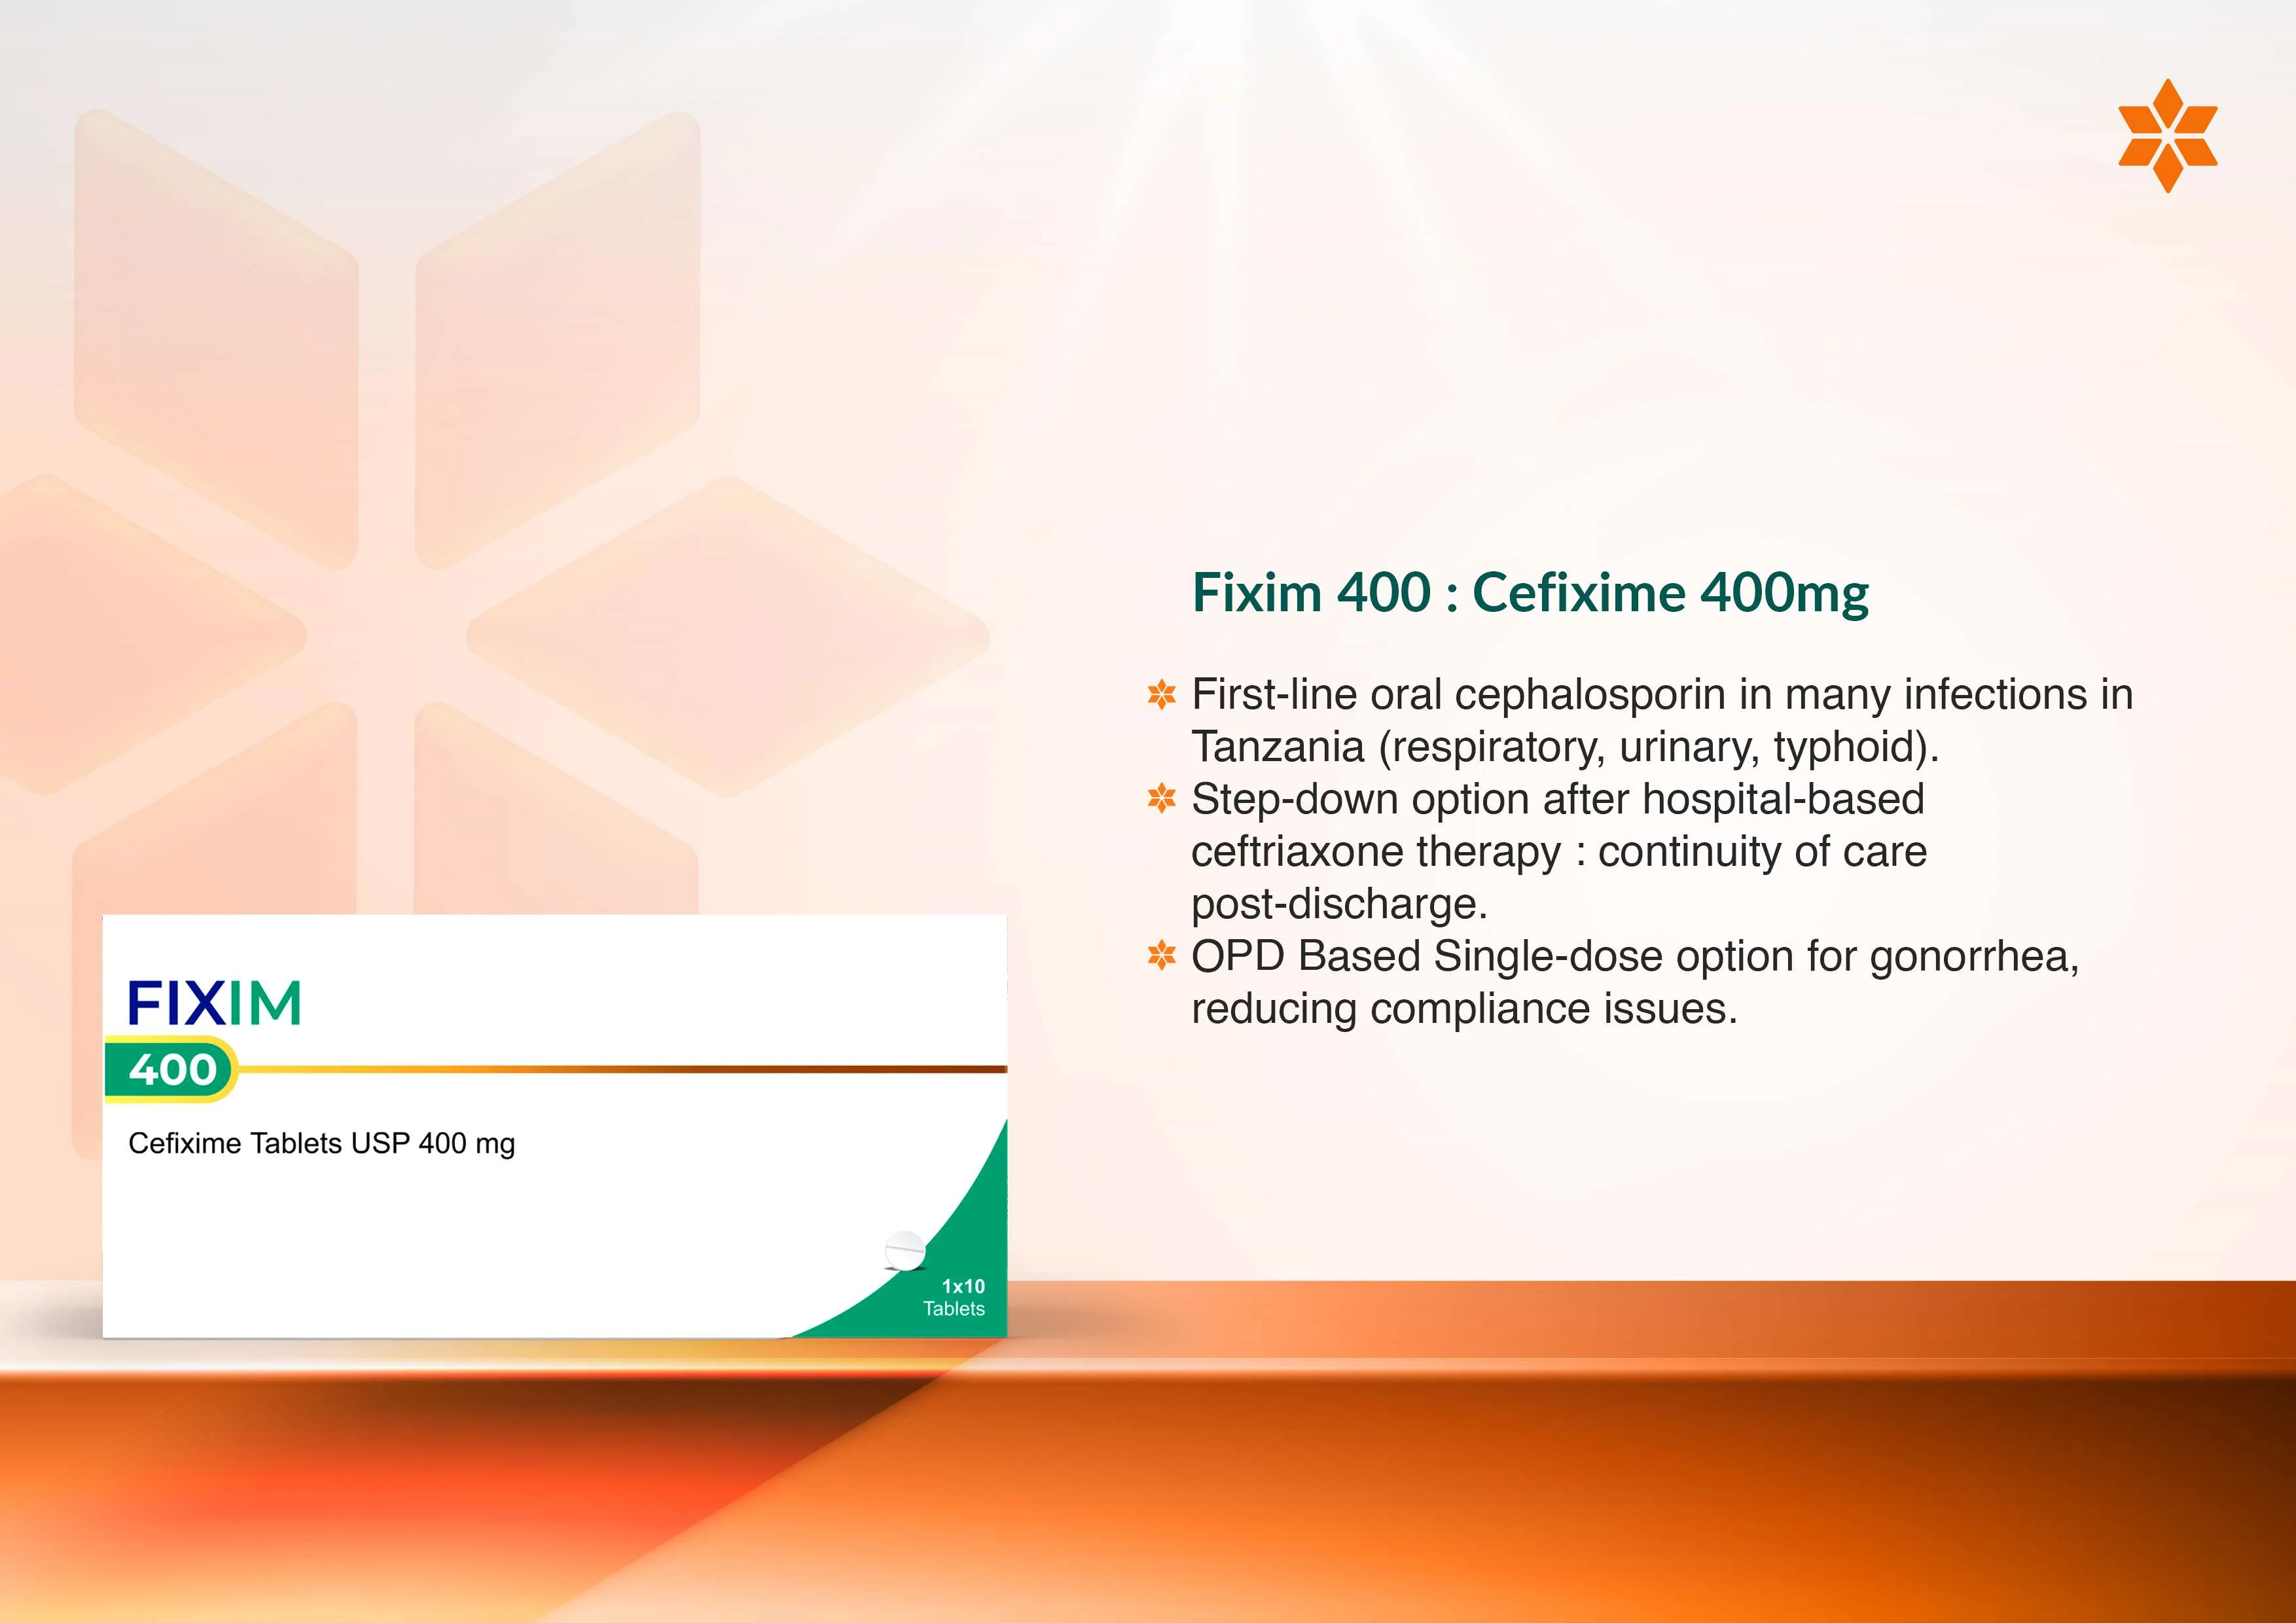 Fixim 400 : Cefixime 400mg
First-line oral cephalosporin in many infections in
Tanzania (respiratory, urinary, typhoid).
Step-down option after hospital-based
ceftriaxone therapy : continuity of care
post-discharge.
OPD Based Single-dose option for gonorrhea,
reducing compliance issues.
FIXIM
400
Cefixime Tablets USP 400 mg
1x10
Tablets